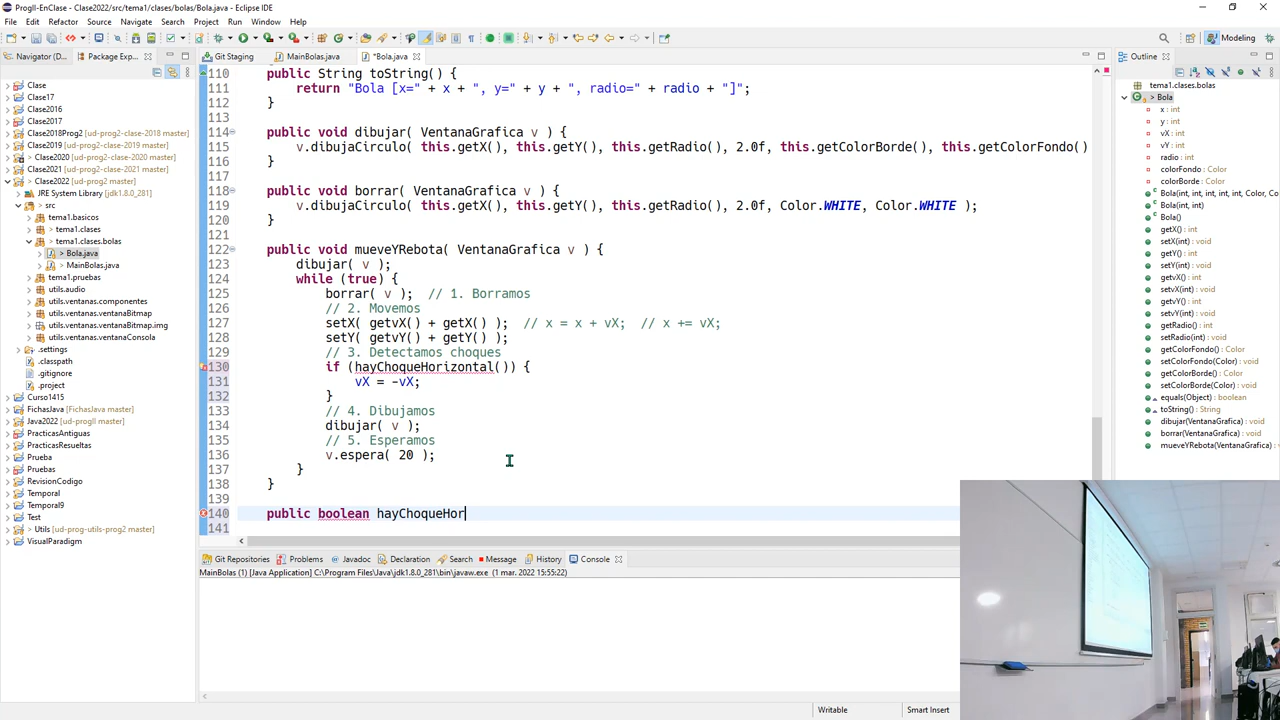 ProgII-EnClase - Clase2022/src/tema1/clases/bolas/Bola.java - Eclipse IDE
File Edit Refactor Source Navigate Search Project Run Window Help
Modeling
Navigator (D... Package Exp...
Git Staging MainBolas.java *Bola.java
Outline
Clase
Clase17
Clase2016
Clase2018Prog2 [ud-prog2-clase-2018 master]
Clase2019 [ud-prog2-clase-2019 master]
> Clase2020 [ud-prog2-clase-2020 master]
Clase2021 [ud-prog2-clase-2021 master]
> Clase2022 [ud-prog2 master]
JRE System Library [jdk1.8.0_281]
> src
tema1.basicos
> tema1.clases
> tema1.clases.bolas
> Bola.java
> MainBolas.java
tema1.pruebas
utils.audio
utils.ventanas.componentes
utils.ventanas.ventanaBitmap
utils.ventanas.ventanaBitmap.img
utils.ventanas.ventanaConsola
.settings
.classpath
.gitignore
.project
Curso1415
FichasJava [FichasJava master]
Java2022 [ud-progII master]
PracticasAntiguas
PracticasResueltas
Prueba
Pruebas
RevisionCodigo
Temporal
Temporal9
Test
> Utils [ud-prog-utils-prog2 master]
VisualParadigm
110 public String toString() {
111 return "Bola [x=" + x + ", y=" + y + ", radio=" + radio + "]";
112 }
113
114 public void dibujar( VentanaGrafica v ) {
115 v.dibujaCirculo( this.getX(), this.getY(), this.getRadio(), 2.0f, this.getColorBorde(), this.getColorFondo()
116 }
117
118 public void borrar( VentanaGrafica v ) {
119 v.dibujaCirculo( this.getX(), this.getY(), this.getRadio(), 2.0f, Color.WHITE, Color.WHITE );
120 }
121
122 public void mueveYRebota( VentanaGrafica v ) {
123 dibujar( v );
124 while (true) {
125 borrar( v ); // 1. Borramos
126 // 2. Movemos
127 setX( getvX() + getX() ); // x = x + vX; // x += vX;
128 setY( getvY() + getY() );
129 // 3. Detectamos choques
130 if (hayChoqueHorizontal()) {
131 vX = -vX;
132 }
133 // 4. Dibujamos
134 dibujar( v );
135 // 5. Esperamos
136 v.espera( 20 );
137 }
138 }
139
140 public boolean hayChoqueHor
141
tema1.clases.bolas
> Bola
x : int
y : int
vX : int
vY : int
radio : int
colorFondo : Color
colorBorde : Color
Bola(int, int, int, int, int, Color, Co
Bola(int, int)
Bola()
getX() : int
setX(int) : void
getY() : int
setY(int) : void
getvX() : int
setvX(int) : void
getvY() : int
setvY(int) : void
getRadio() : int
setRadio(int) : void
getColorFondo() : Color
setColorFondo(Color) : void
getColorBorde() : Color
setColorBorde(Color) : void
equals(Object) : boolean
toString() : String
dibujar(VentanaGrafica) : void
borrar(VentanaGrafica) : void
mueveYRebota(VentanaGrafica) :
Git Repositories Problems Javadoc Declaration Search Message History Console
MainBolas (1) [Java Application] C:\Program Files\Java\jdk1.8.0_281\bin\javaw.exe (1 mar. 2022 15:55:22)
Writable
Smart Insert